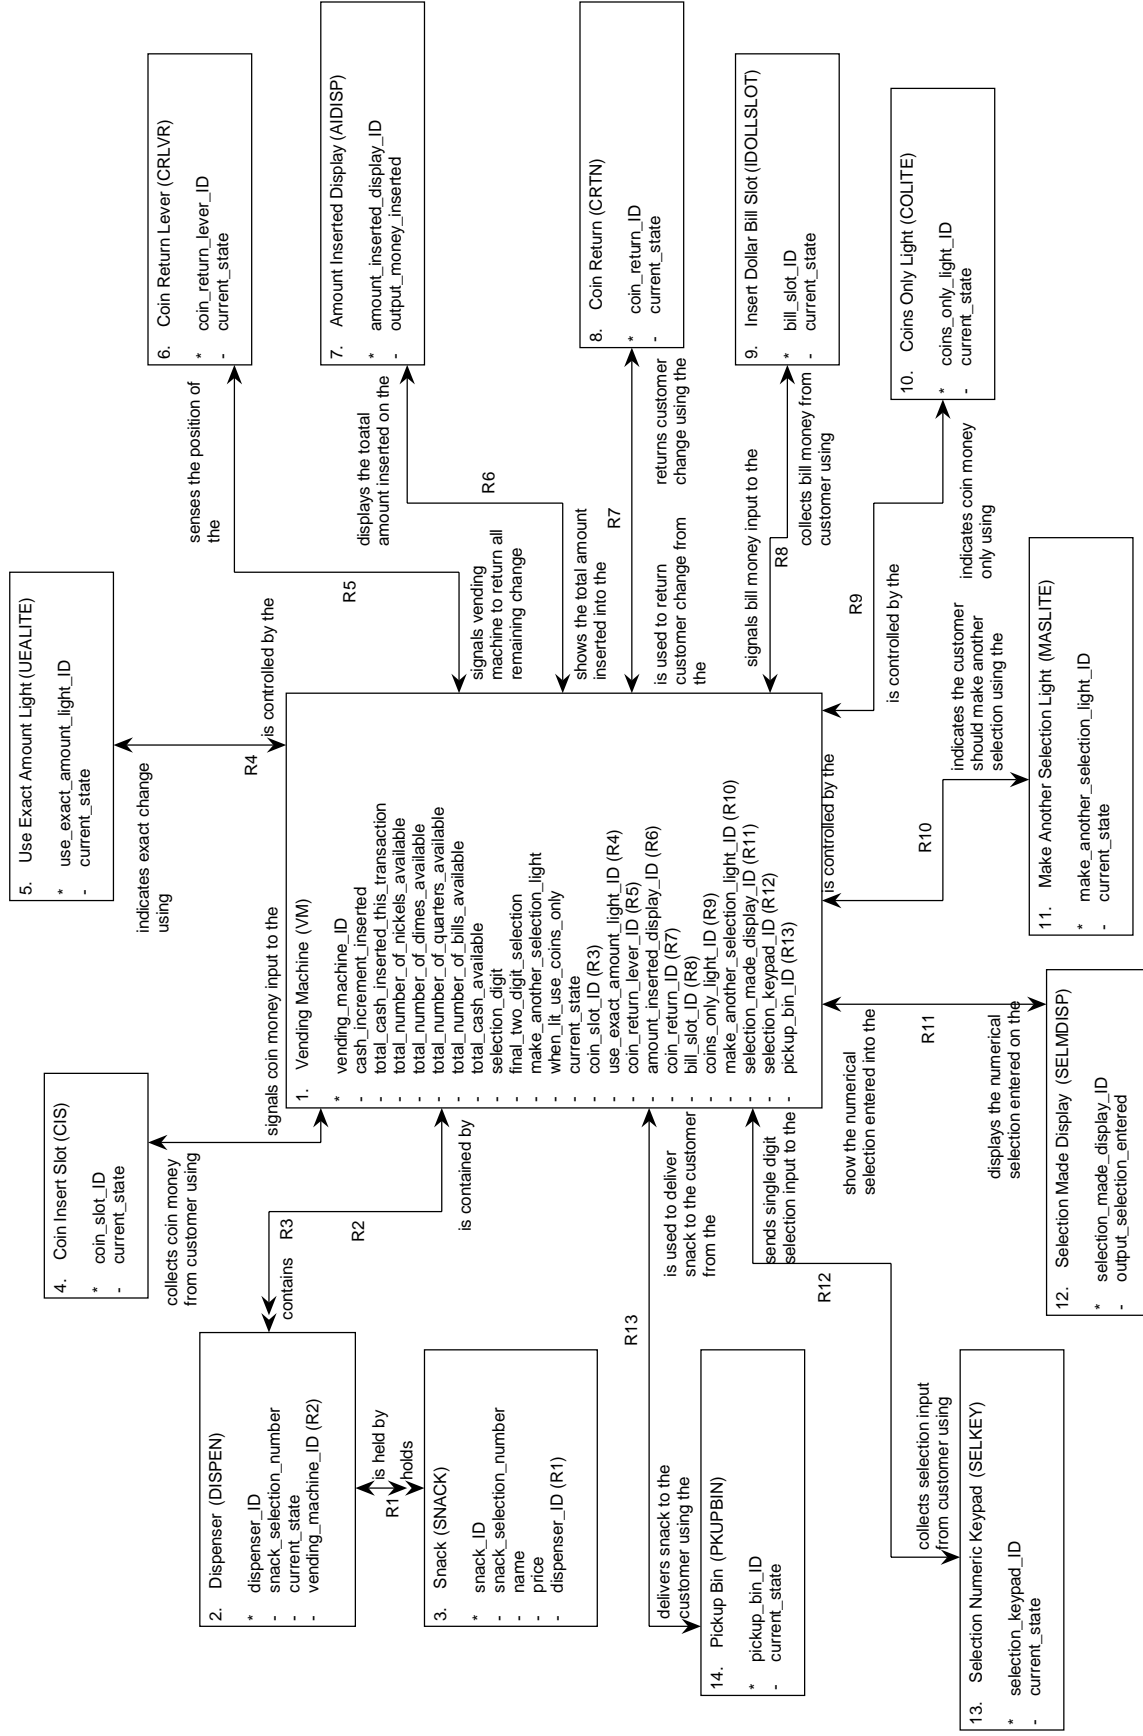 5. Use Exact Amount Light (UEALITE)
* use_exact_amount_light_ID
- current_state
indicates exact change
using
R4
is controlled by the
6. Coin Return Lever (CRLVR)
* coin_return_lever_ID
- current_state
senses the position of
the
R5
signals vending
machine to return all
remaining change
4. Coin Insert Slot (CIS)
* coin_slot_ID
- current_state
collects coin money
from customer using
signals coin money input to the
R3
2. Dispenser (DISPEN)
* dispenser_ID
- snack_selection_number
- current_state
- vending_machine_ID (R2)
contains
R2
is contained by
R1
is held by
holds
3. Snack (SNACK)
* snack_ID
- snack_selection_number
- name
- price
- dispenser_ID (R1)
1. Vending Machine (VM)
* vending_machine_ID
- cash_increment_inserted
- total_cash_inserted_this_transaction
- total_number_of_nickels_available
- total_number_of_dimes_available
- total_number_of_quarters_available
- total_number_of_bills_available
- total_cash_available
- selection_digit
- final_two_digit_selection
- make_another_selection_light
- when_lit_use_coins_only
- current_state
- coin_slot_ID (R3)
- use_exact_amount_light_ID (R4)
- coin_return_lever_ID (R5)
- amount_inserted_display_ID (R6)
- coin_return_ID (R7)
- bill_slot_ID (R8)
- coins_only_light_ID (R9)
- make_another_selection_light_ID (R10)
- selection_made_display_ID (R11)
- selection_keypad_ID (R12)
- pickup_bin_ID (R13)
7. Amount Inserted Display (AIDISP)
* amount_inserted_display_ID
- output_money_inserted
displays the toatal
amount inserted on the
R6
shows the total amount
inserted into the
8. Coin Return (CRTN)
* coin_return_ID
- current_state
returns customer
change using the
R7
is used to return
customer change from
the
9. Insert Dollar Bill Slot (IDOLLSLOT)
* bill_slot_ID
- current_state
collects bill money from
customer using
R8
signals bill money input to the
10. Coins Only Light (COLITE)
* coins_only_light_ID
- current_state
indicates coin money
only using
R9
is controlled by the
11. Make Another Selection Light (MASLITE)
* make_another_selection_light_ID
- current_state
indicates the customer
should make another
selection using the
R10
is controlled by the
12. Selection Made Display (SELMDISP)
* selection_made_display_ID
- output_selection_entered
displays the numerical
selection entered on the
R11
show the numerical
selection entered into the
13. Selection Numeric Keypad (SELKEY)
* selection_keypad_ID
- current_state
collects selection input
from customer using
R12
sends single digit
selection input to the
14. Pickup Bin (PKUPBIN)
* pickup_bin_ID
- current_state
delivers snack to the
customer using the
R13
is used to deliver
snack to the customer
from the